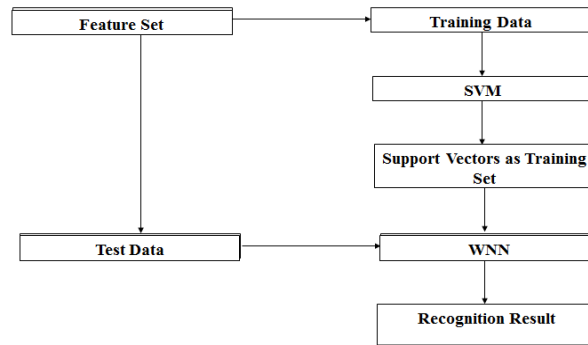 Feature Set
Training Data
SVM
Support Vectors as Training
Set
Test Data
WNN
Recognition Result